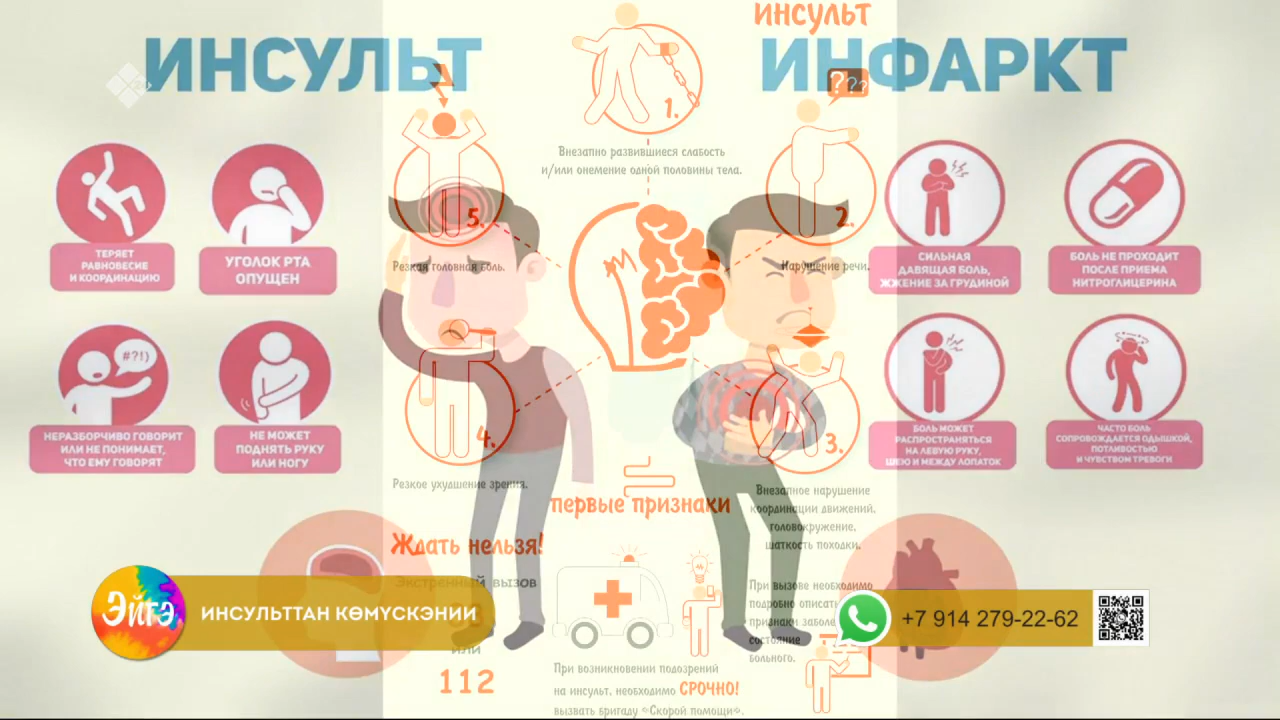 ИНСУЛЬТ
ИНФАРКТ
ИНСУЛЬТ
???
1.
Внезапно развившиеся слабость
и/или онемение одной половины тела.
5.
Резкая головная боль.
2.
Нарушение речи.
ТЕРЯЕТ
РАВНОВЕСИЕ
И КООРДИНАЦИЮ
УГОЛОК РТА
ОПУЩЕН
СИЛЬНАЯ
ДАВЯЩАЯ БОЛЬ,
ЖЖЕНИЕ ЗА ГРУДИНОЙ
БОЛЬ НЕ ПРОХОДИТ
ПОСЛЕ ПРИЕМА
НИТРОГЛИЦЕРИНА
#?!)
НЕРАЗБОРЧИВО ГОВОРИТ
ИЛИ НЕ ПОНИМАЕТ,
ЧТО ЕМУ ГОВОРЯТ
НЕ МОЖЕТ
ПОДНЯТЬ РУКУ
ИЛИ НОГУ
4.
Резкое ухудшение зрения.
3.
Внезапное нарушение
координации движений,
головокружение,
шаткость походки.
БОЛЬ МОЖЕТ
РАСПРОСТРАНЯТЬСЯ
НА ЛЕВУЮ РУКУ,
ШЕЮ И МЕЖДУ ЛОПАТОК
ЧАСТО БОЛЬ
СОПРОВОЖДАЕТСЯ ОДЫШКОЙ,
ПОТЛИВОСТЬЮ
И ЧУВСТВОМ ТРЕВОГИ
первые признаки
Ждать нельзя!
Экстренный вызов
или
112
При возникновении подозрений
на инсульт, необходимо СРОЧНО!
вызвать бригаду «Скорой помощи».
При вызове необходимо
подробно описать
признаки
состояние
больного.
Эйгэ
ИНСУЛЬТТАН КӨМҮСКЭНИИ
+7 914 279-22-62